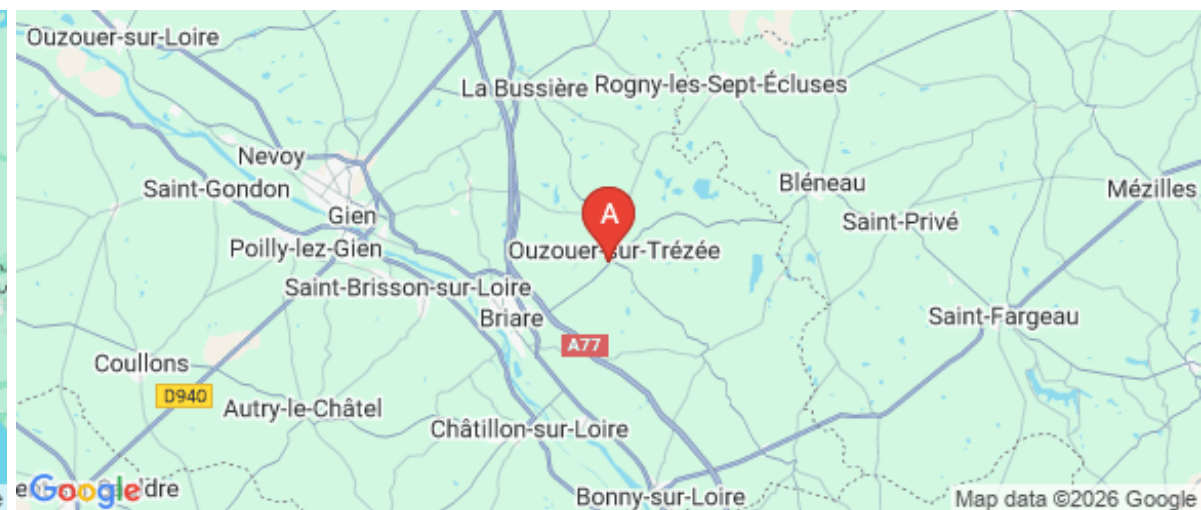 Ouzouer-sur-Loire
La Bussière
Rogny-les-Sept-Écluses
Nevoy
Saint-Gondon
Bléneau
Mézilles
Gien
A
Saint-Privé
Poilly-lez-Gien
Ouzouer-sur-Trézée
Saint-Brisson-sur-Loire
Briare
Saint-Fargeau
A77
Coullons
D940
Autry-le-Châtel
Châtillon-sur-Loire
Google
Bonny-sur-Loire
Map data ©2026 Google